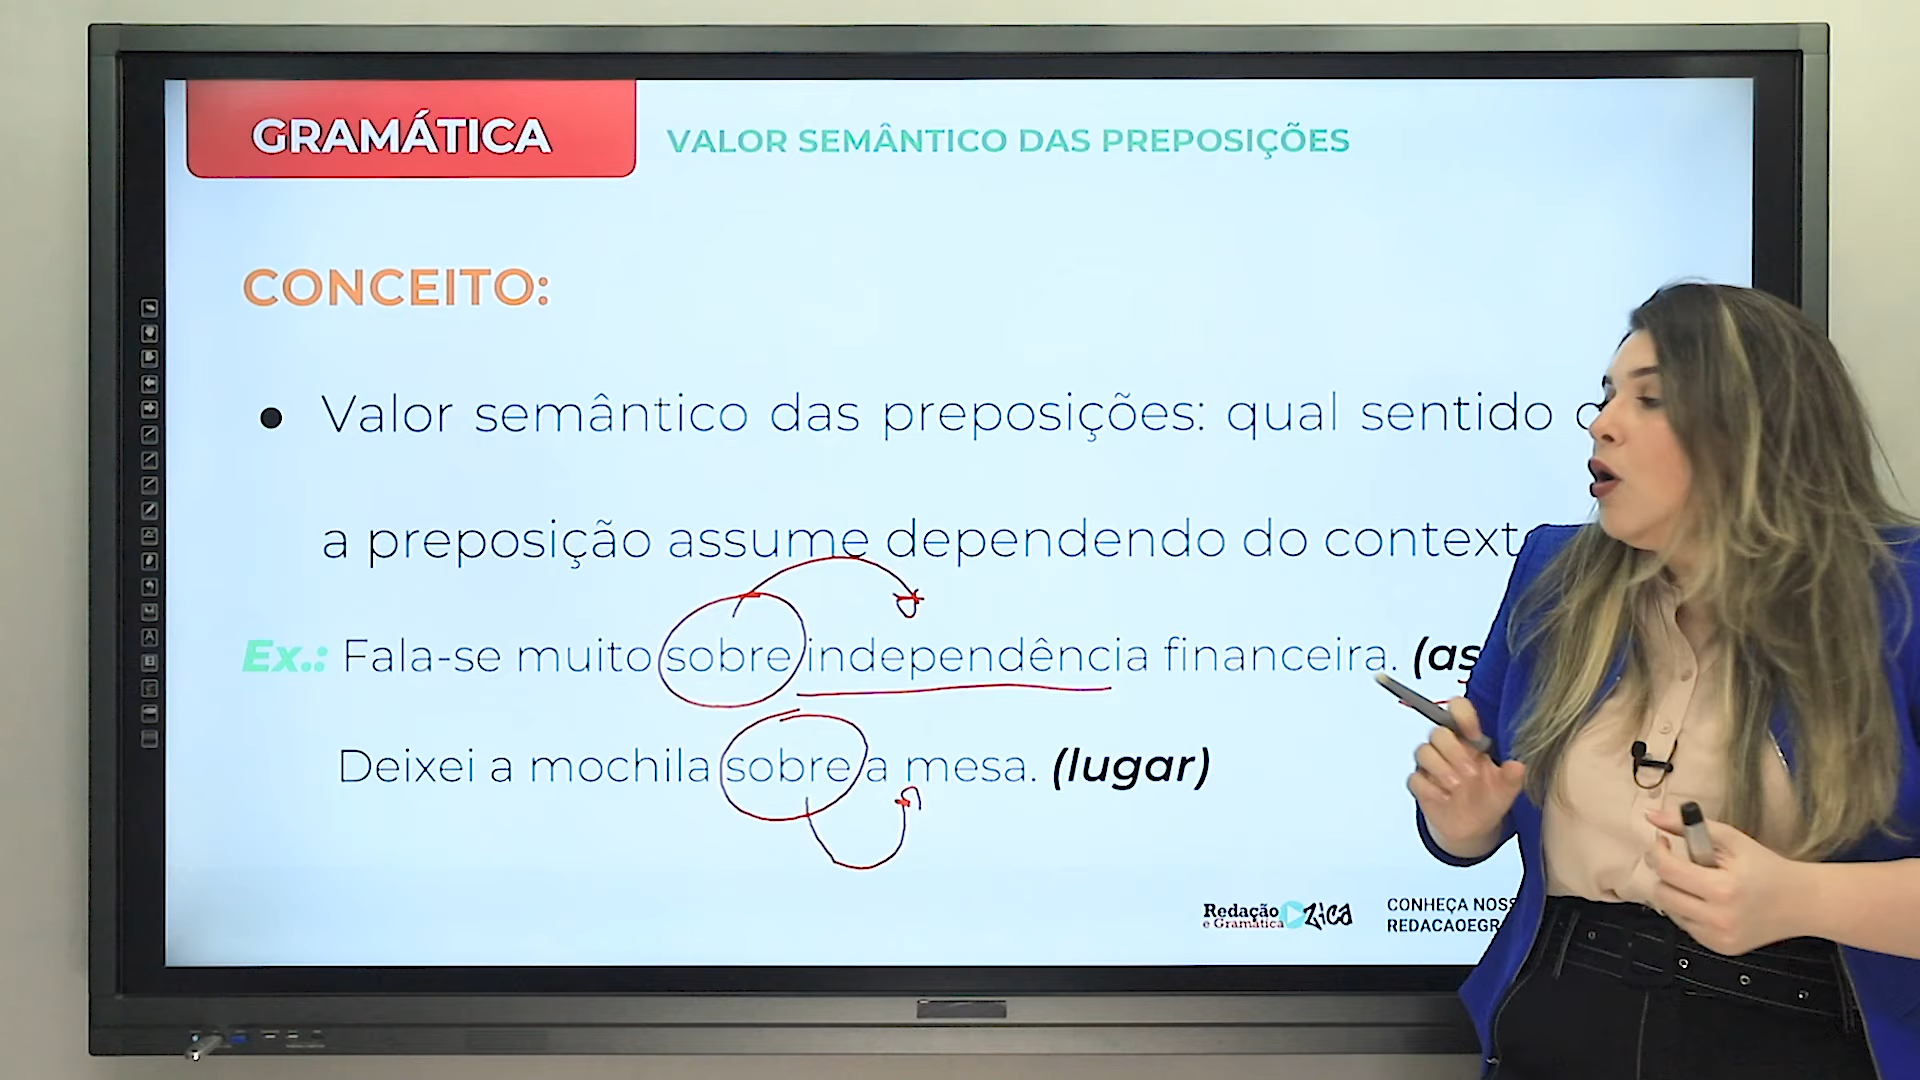 GRAMÁTICA
VALOR SEMÂNTICO DAS PREPOSIÇÕES
CONCEITO:
● Valor semântico das preposições: qual sentido
a preposição assume dependendo do contexto
Ex.: Fala-se muito sobre independência financeira. (as
Deixei a mochila sobre a mesa. (lugar)
Redação
e Gramática
Zica
CONHEÇA NOSS
REDACAOEGR